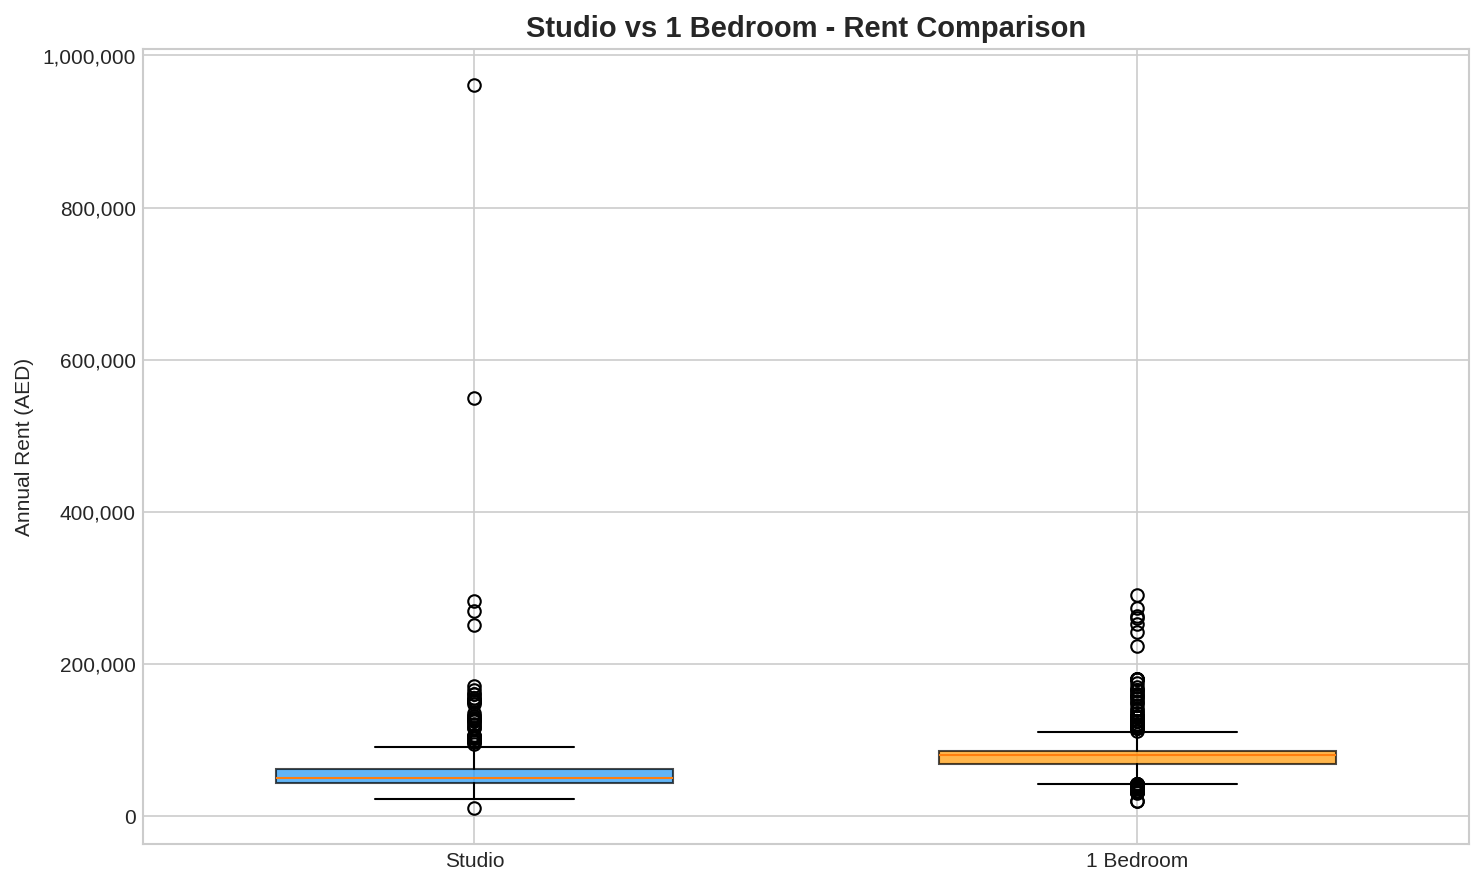 Studio vs 1 Bedroom - Rent Comparison
Annual Rent (AED)
1,000,000
800,000
600,000
400,000
200,000
0
Studio
1 Bedroom